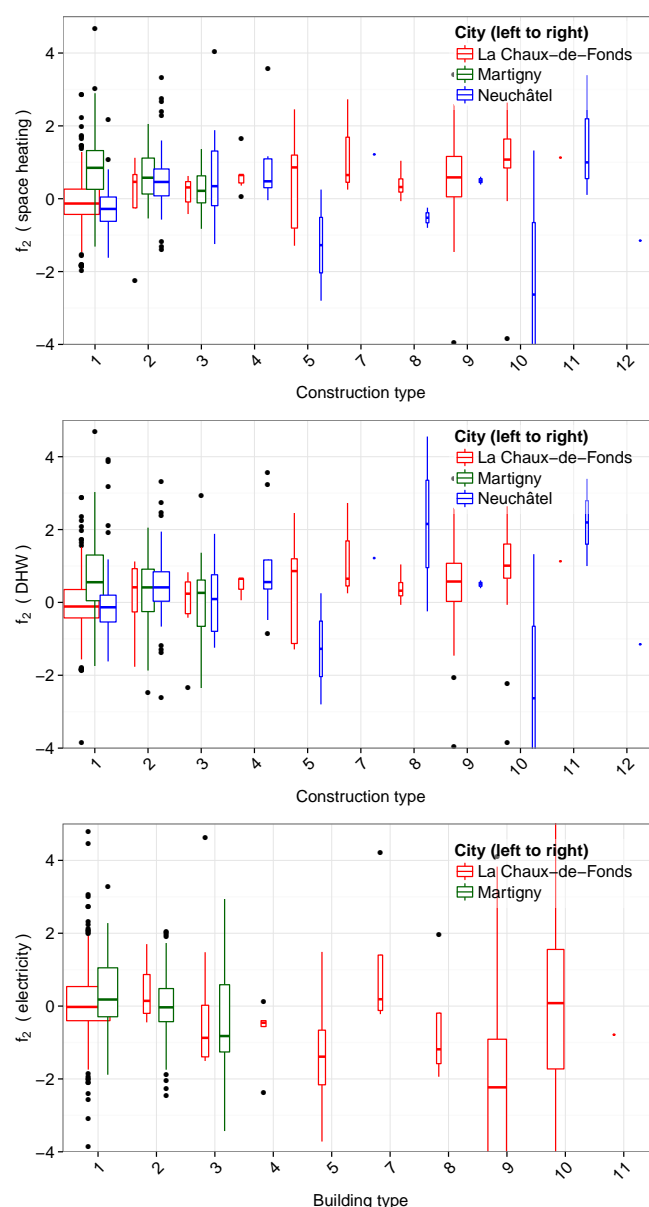 City (left to right)
La Chaux−de−Fonds
Martigny
Neuchâtel
4
2
0
−2
−4
f2 ( space heating)
1 2 3 4 5 7 8 9 10 11 12
Construction type
City (left to right)
La Chaux−de−Fonds
Martigny
Neuchâtel
4
2
0
−2
−4
f2 ( DHW)
1 2 3 4 5 7 8 9 10 11 12
Construction type
City (left to right)
La Chaux−de−Fonds
Martigny
4
2
0
−2
−4
f2 ( electricity)
1 2 3 4 5 7 8 9 10 11
Building type